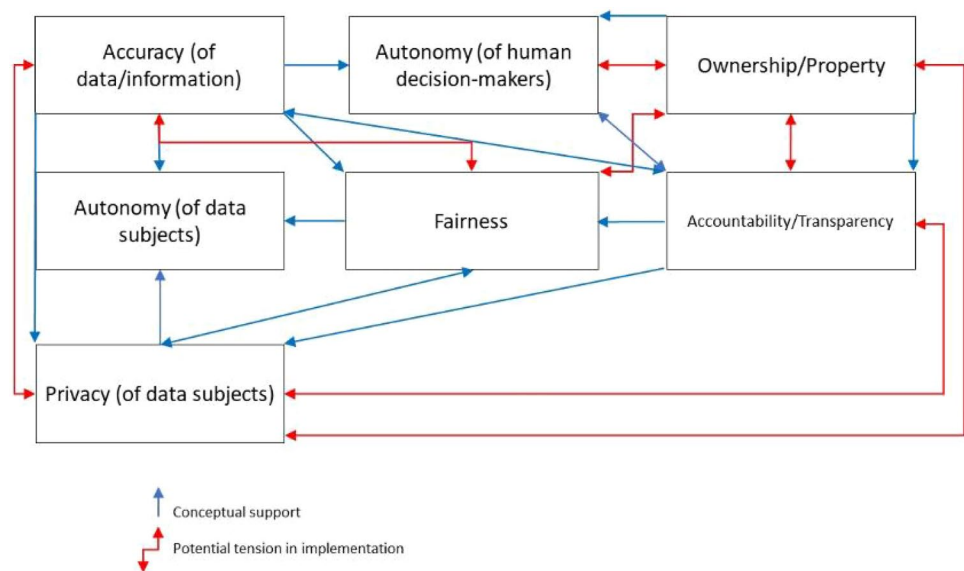 Accuracy (of
data/information)
Autonomy (of human
decision-makers)
Ownership/Property
Autonomy (of data
subjects)
Fairness
Accountability/Transparency
Privacy (of data subjects)
Conceptual support
Potential tension in implementation